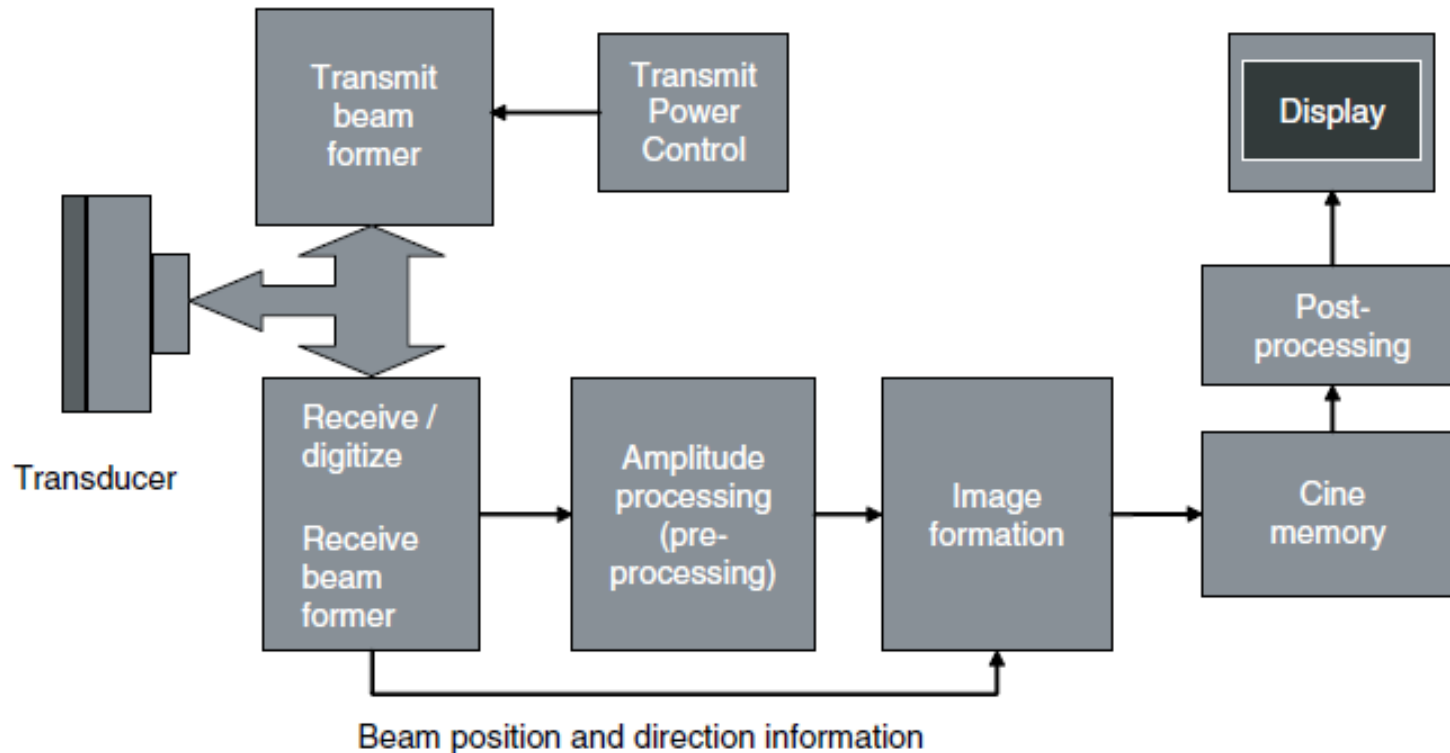 Transmit
beam
former
Transmit
Power
Control
Display
Transducer
Receive /
digitize
Receive
beam
former
Amplitude
processing
(pre-
processing)
Image
formation
Post-
processing
Cine
memory
Beam position and direction information